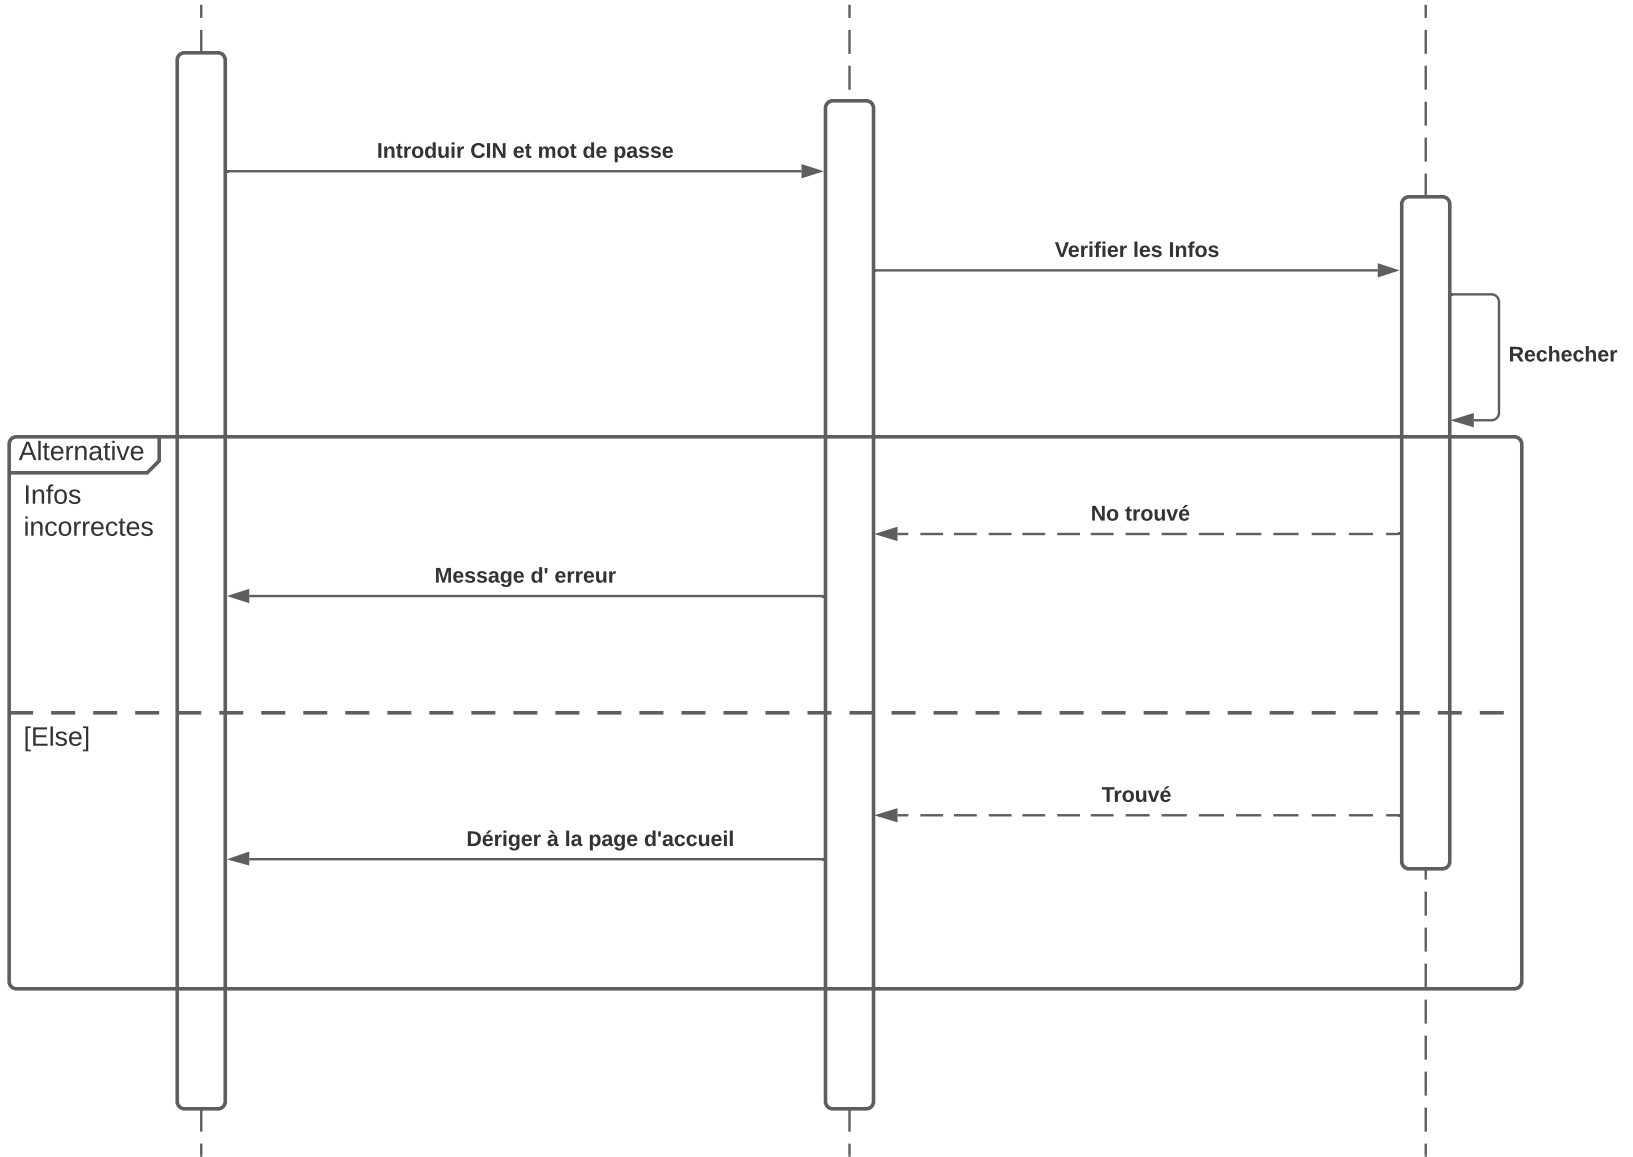 Introduir CIN et mot de passe
Verifier les Infos
Rechecher
Alternative
Infos
incorrectes
No trouvé
Message d' erreur
[Else]
Trouvé
Dériger à la page d'accueil